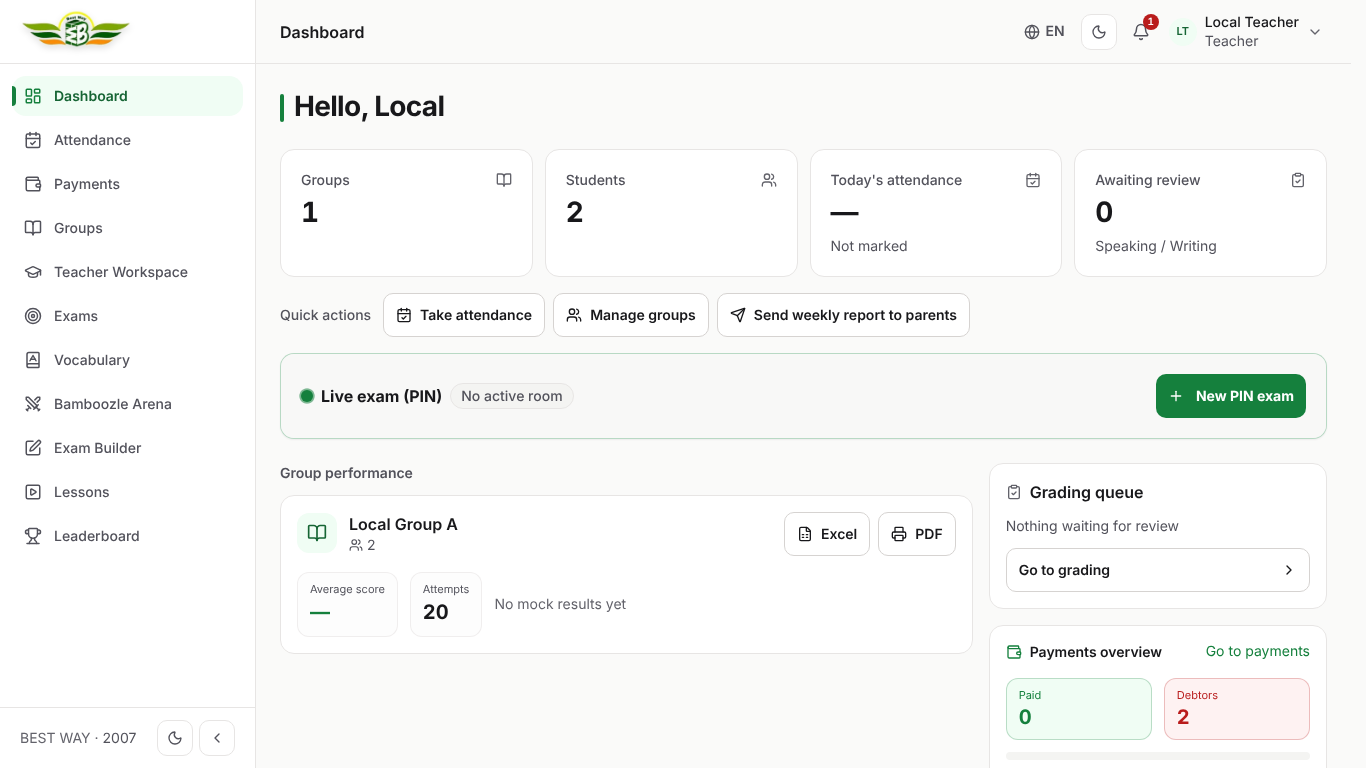 Dashboard
EN
1
LT
Local Teacher
Teacher
Dashboard
Attendance
Payments
Groups
Teacher Workspace
Exams
Vocabulary
Bamboozle Arena
Exam Builder
Lessons
Leaderboard
BEST WAY · 2007
Hello, Local
Groups
1
Students
2
Today's attendance
—
Not marked
Awaiting review
0
Speaking / Writing
Quick actions
Take attendance
Manage groups
Send weekly report to parents
Live exam (PIN)
No active room
New PIN exam
Group performance
Local Group A
2
Excel
PDF
Average score
—
Attempts
20
No mock results yet
Grading queue
Nothing waiting for review
Go to grading
Payments overview
Go to payments
Paid
0
Debtors
2